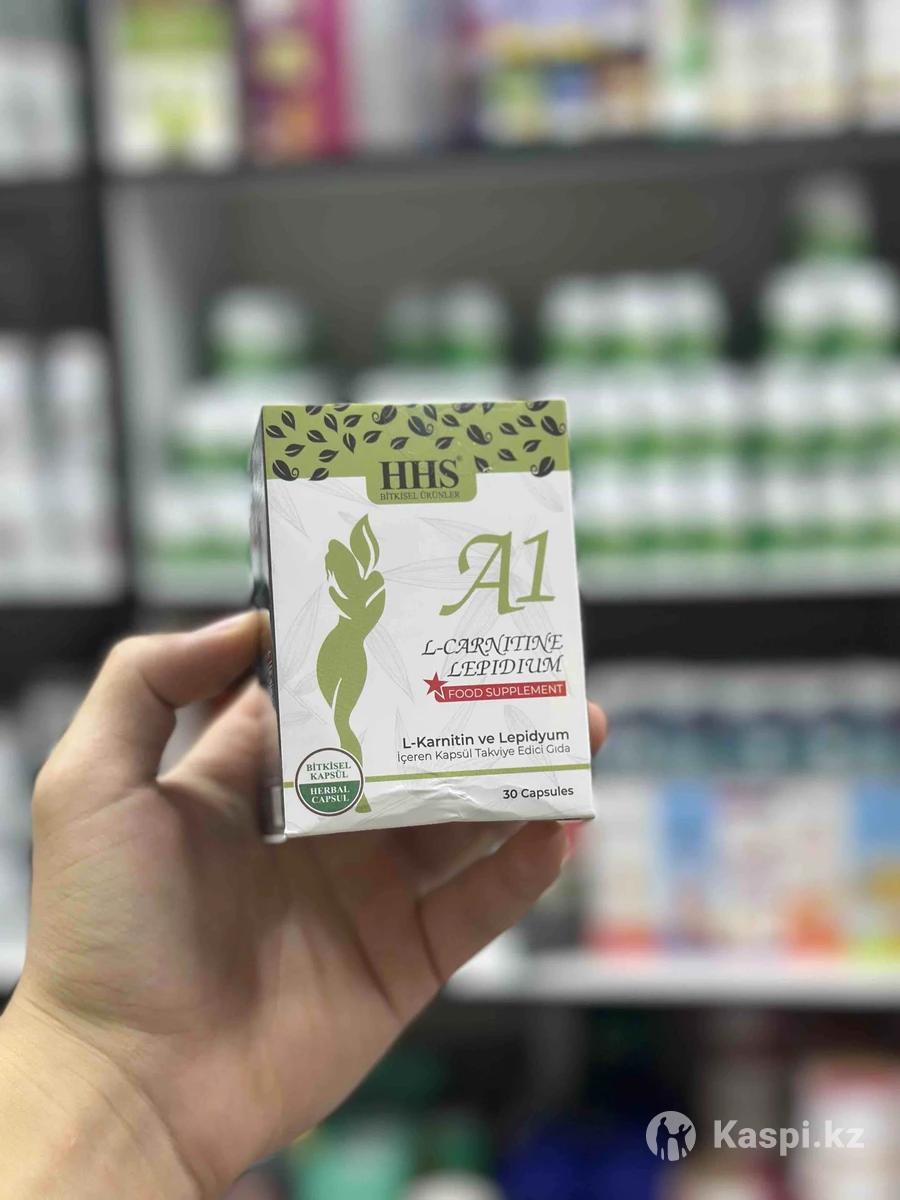 HHS®
BİTKİSEL ÜRÜNLER
A1
L-CARNITINE
LEPIDIUM
FOOD SUPPLEMENT
L-Karnitin ve Lepidyum
İçeren Kapsül Takviye Edici Gıda
BİTKİSEL
KAPSÜL
HERBAL
CAPSUL
30 Capsules
Kaspi.kz